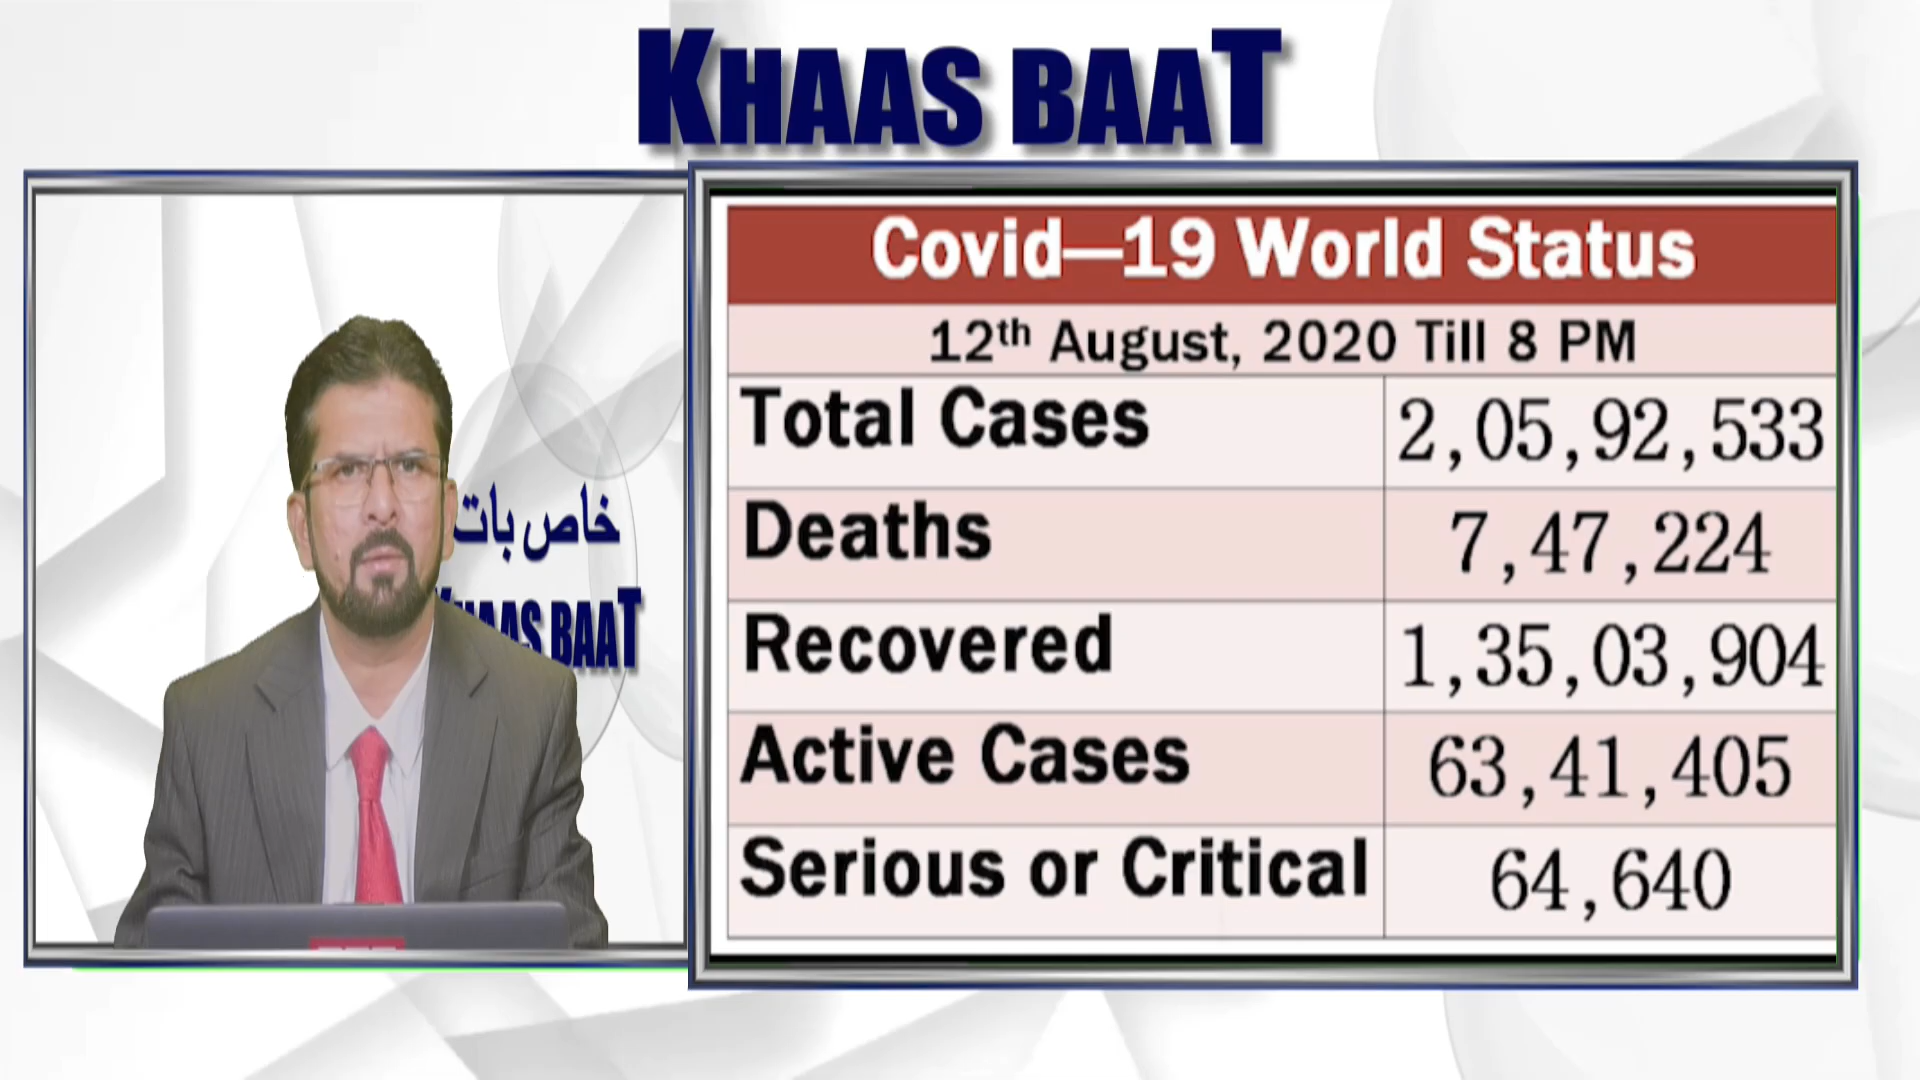 KHAAS BAAT
خاص بات
KHAAS BAAT
Covid—19 World Status
12th August, 2020 Till 8 PM
Total Cases 2,05,92,533
Deaths 7,47,224
Recovered 1,35,03,904
Active Cases 63,41,405
Serious or Critical 64,640